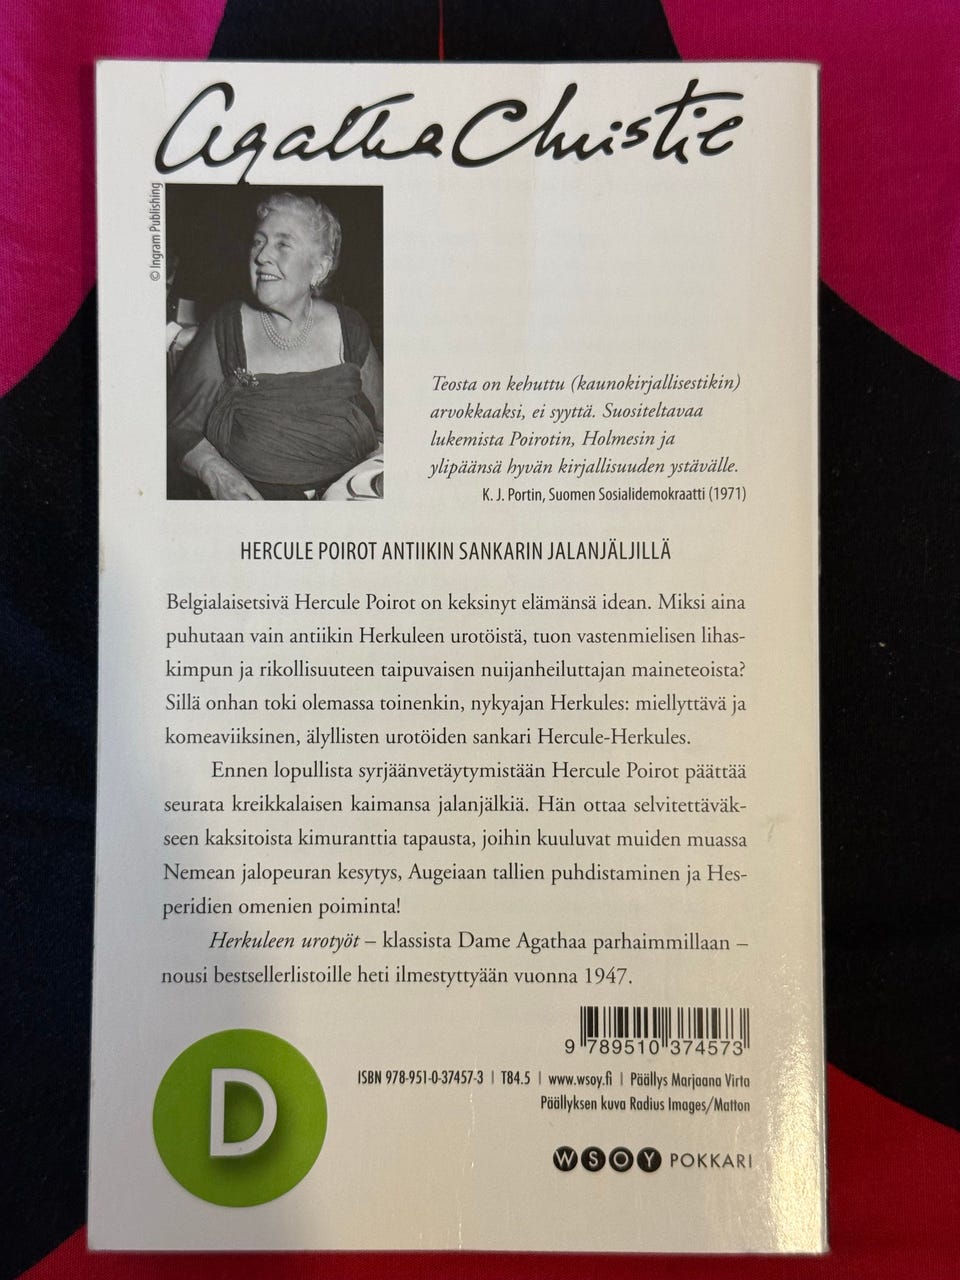 Agatha Christie
© Ingram Publishing
Teosta on kehuttu (kaunokirjallisestikin)
arvokkaaksi, ei syyttä. Suositeltavaa
lukemista Poirotin, Holmesin ja
ylipäänsä hyvän kirjallisuuden ystävälle.
K. J. Portin, Suomen Sosialidemokraatti (1971)
HERCULE POIROT ANTIIKIN SANKARIN JALANJÄLJILLÄ
Belgialaisetsivä Hercule Poirot on keksinyt elämänsä idean. Miksi aina
puhutaan vain antiikin Herkuleen urotöistä, tuon vastenmielisen lihas-
kimpun ja rikollisuuteen taipuvaisen nuijanheiluttajan maineteoista?
Sillä onhan toki olemassa toinenkin, nykyajan Herkules: miellyttävä ja
komeaviiksinen, älyllisten urotöiden sankari Hercule-Herkules.
Ennen lopullista syrjäänvetäytymistään Hercule Poirot päättää
seurata kreikkalaisen kaimansa jalanjälkiä. Hän ottaa selvitettäväk-
seen kaksitoista kimuranttia tapausta, joihin kuuluvat muiden muassa
Nemean jalopeuran kesytys, Augeiaan tallien puhdistaminen ja Hes-
peridien omenien poiminta!
Herkuleen urotyöt – klassista Dame Agathaa parhaimmillaan –
nousi bestsellerlistoille heti ilmestyttyään vuonna 1947.
9 789510 374573
ISBN 978-951-0-37457-3 | T84.5 | www.wsoy.fi | Päällys Marjaana Virta
Päällyksen kuva Radius Images/Matton
D
WSOY POKKARI